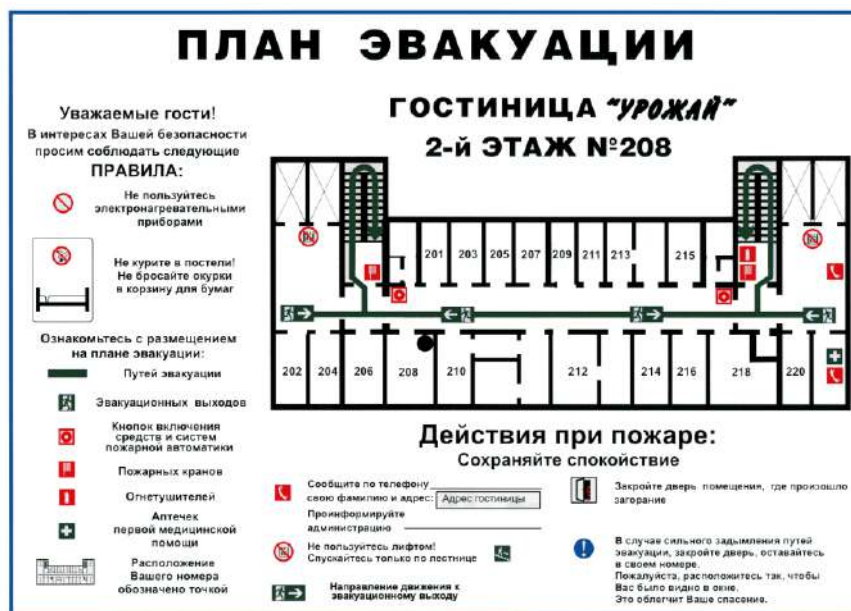 ПЛАН ЭВАКУАЦИИ
ГОСТИНИЦА "УРОЖАЙ"
2-й ЭТАЖ №208
Уважаемые гости!
В интересах Вашей безопасности
просим соблюдать следующие
ПРАВИЛА:
Не пользуйтесь
электронагревательными
приборами
Не курите в постели!
Не бросайте окурки
в корзину для бумаг
Ознакомьтесь с размещением
на плане эвакуации:
Путей эвакуации
Эвакуационных выходов
Кнопок включения
средств и систем
пожарной автоматики
Пожарных кранов
Огнетушителей
Аптечек
первой медицинской
помощи
Расположение
Вашего номера
обозначено точкой
201 203 205 207 209 211 213 215
202 204 206 208 210 212 214 216 218 220
Действия при пожаре:
Сохраняйте спокойствие
Сообщите по телефону
свою фамилию и адрес: Адрес гостиницы
Проинформируйте
администрацию
Не пользуйтесь лифтом!
Спускайтесь только по лестнице
Направление движения к
эвакуационному выходу
Закройте дверь помещения, где произошло
загорание
В случае сильного задымления путей
эвакуации, закройте дверь, оставайтесь
в своем номере.
Пожалуйста, расположитесь так, чтобы
Вас было видно в окне.
Это облегчит Ваше спасение.